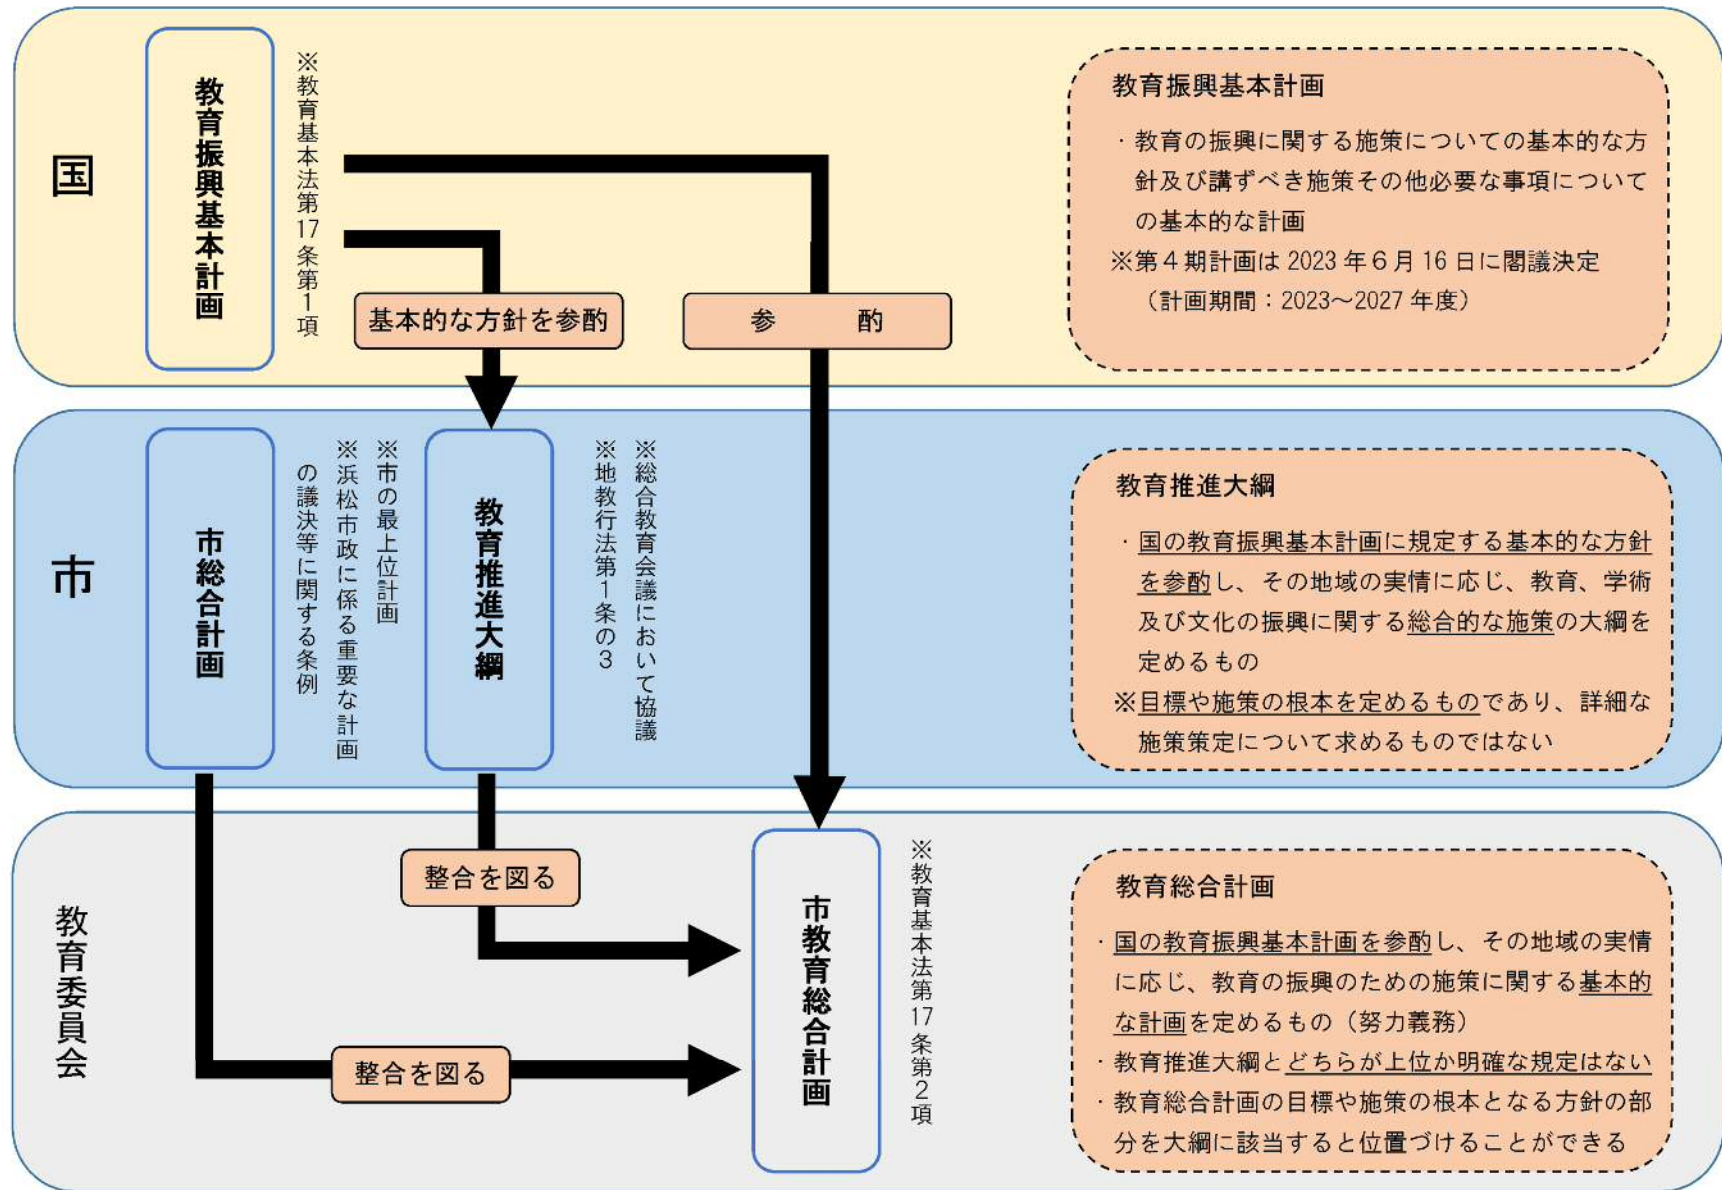 国
教育振興基本計画
※教育基本法第17条第1項
基本的な方針を参酌
参 酌
教育振興基本計画
・教育の振興に関する施策についての基本的な方
針及び講ずべき施策その他必要な事項について
の基本的な計画
※第４期計画は 2023 年６月 16 日に閣議決定
（計画期間：2023～2027 年度）
市
市総合計画
※市の最上位計画
※浜松市政に係る重要な計画
の議決等に関する条例
教育推進大綱
※総合教育会議において協議
※地教行法第１条の３
教育推進大綱
・国の教育振興基本計画に規定する基本的な方針
を参酌し、その地域の実情に応じ、教育、学術
及び文化の振興に関する総合的な施策の大綱を
定めるもの
※目標や施策の根本を定めるものであり、詳細な
施策策定について求めるものではない
教育委員会
整合を図る
整合を図る
市教育総合計画
※教育基本法第17条第２項
教育総合計画
・国の教育振興基本計画を参酌し、その地域の実情
に応じ、教育の振興のための施策に関する基本的
な計画を定めるもの（努力義務）
・教育推進大綱とどちらが上位か明確な規定はない
・教育総合計画の目標や施策の根本となる方針の部
分を大綱に該当すると位置づけることができる